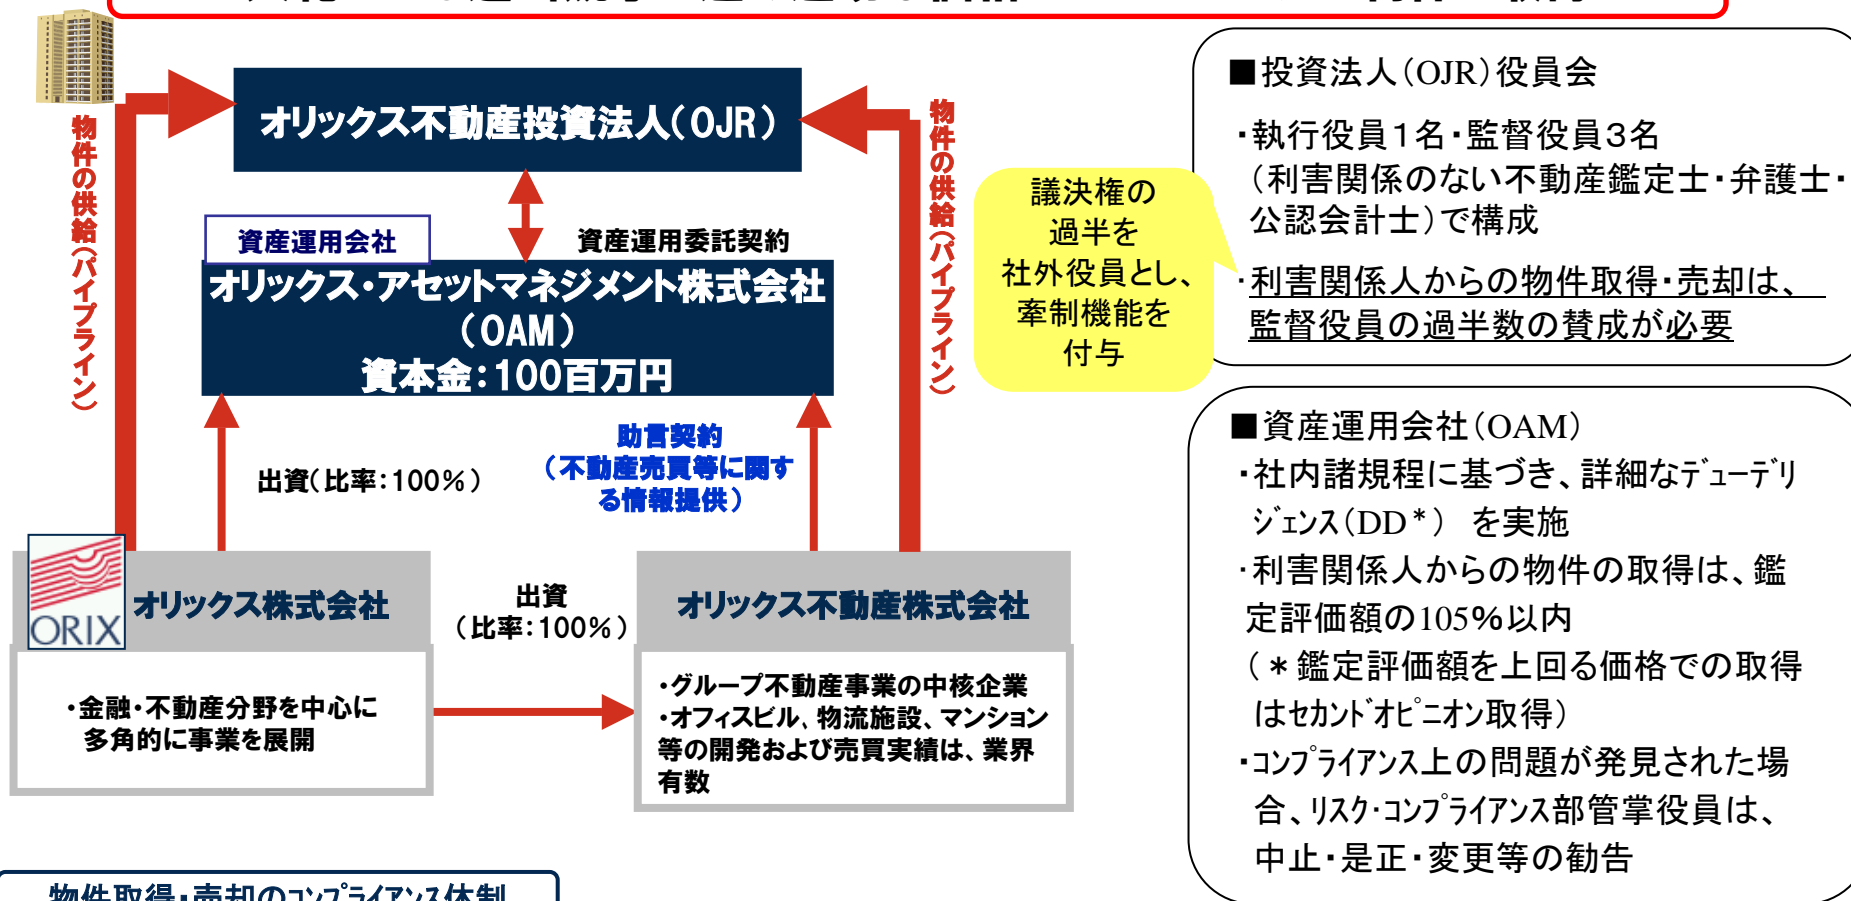 オリックス不動産投資法人(OJR)
物件の供給(パイプライン)
物件の供給(パイプライン)
資産運用会社
資産運用委託契約
オリックス・アセットマネジメント株式会社
(OAM)
資本金:100百万円
出資(比率:100%)
助言契約
(不動産売買等に関す
る情報提供)
ORIX
オリックス株式会社
・金融・不動産分野を中心に
多角的に事業を展開
出資
(比率:100%)
オリックス不動産株式会社
・グループ不動産事業の中核企業
・オフィスビル、物流施設、マンション
等の開発および売買実績は、業界
有数
議決権の
過半を
社外役員とし、
牽制機能を
付与
■投資法人(OJR)役員会
・執行役員1名・監督役員3名
(利害関係のない不動産鑑定士・弁護士・
公認会計士)で構成
・利害関係人からの物件取得・売却は、
監督役員の過半数の賛成が必要
■資産運用会社(OAM)
・社内諸規程に基づき、詳細なデューデリ
ジェンス(DD*) を実施
・利害関係人からの物件の取得は、鑑
定評価額の105%以内
(*鑑定評価額を上回る価格での取得
はセカンドオピニオン取得)
・コンプライアンス上の問題が発見された場
合、リスク・コンプライアンス部管掌役員は、
中止・是正・変更等の勧告
物件取得・売却のコンプライアンス体制